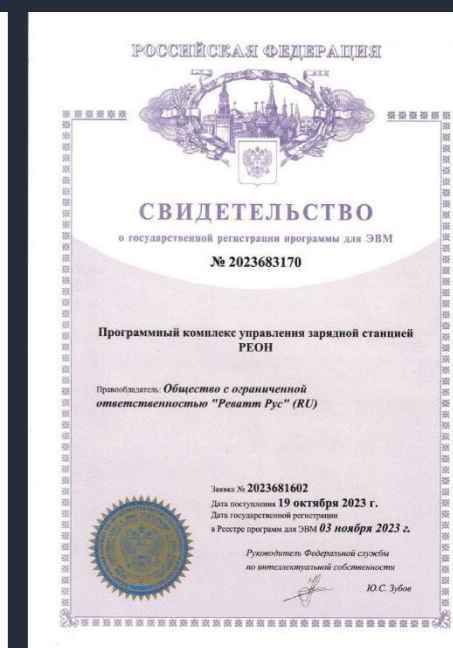 РОССИЙСКАЯ ФЕДЕРАЦИЯ
СВИДЕТЕЛЬСТВО
о государственной регистрации программы для ЭВМ
№ 2023683170
Программный комплекс управления зарядной станцией
РЕОН
Правообладатель: Общество с ограниченной
ответственностью "Реватт Рус" (RU)
Заявка № 2023681602
Дата поступления 19 октября 2023 г.
Дата государственной регистрации
в Реестре программ для ЭВМ 03 ноября 2023 г.
Руководитель Федеральной службы
по интеллектуальной собственности
Ю.С. Зубов